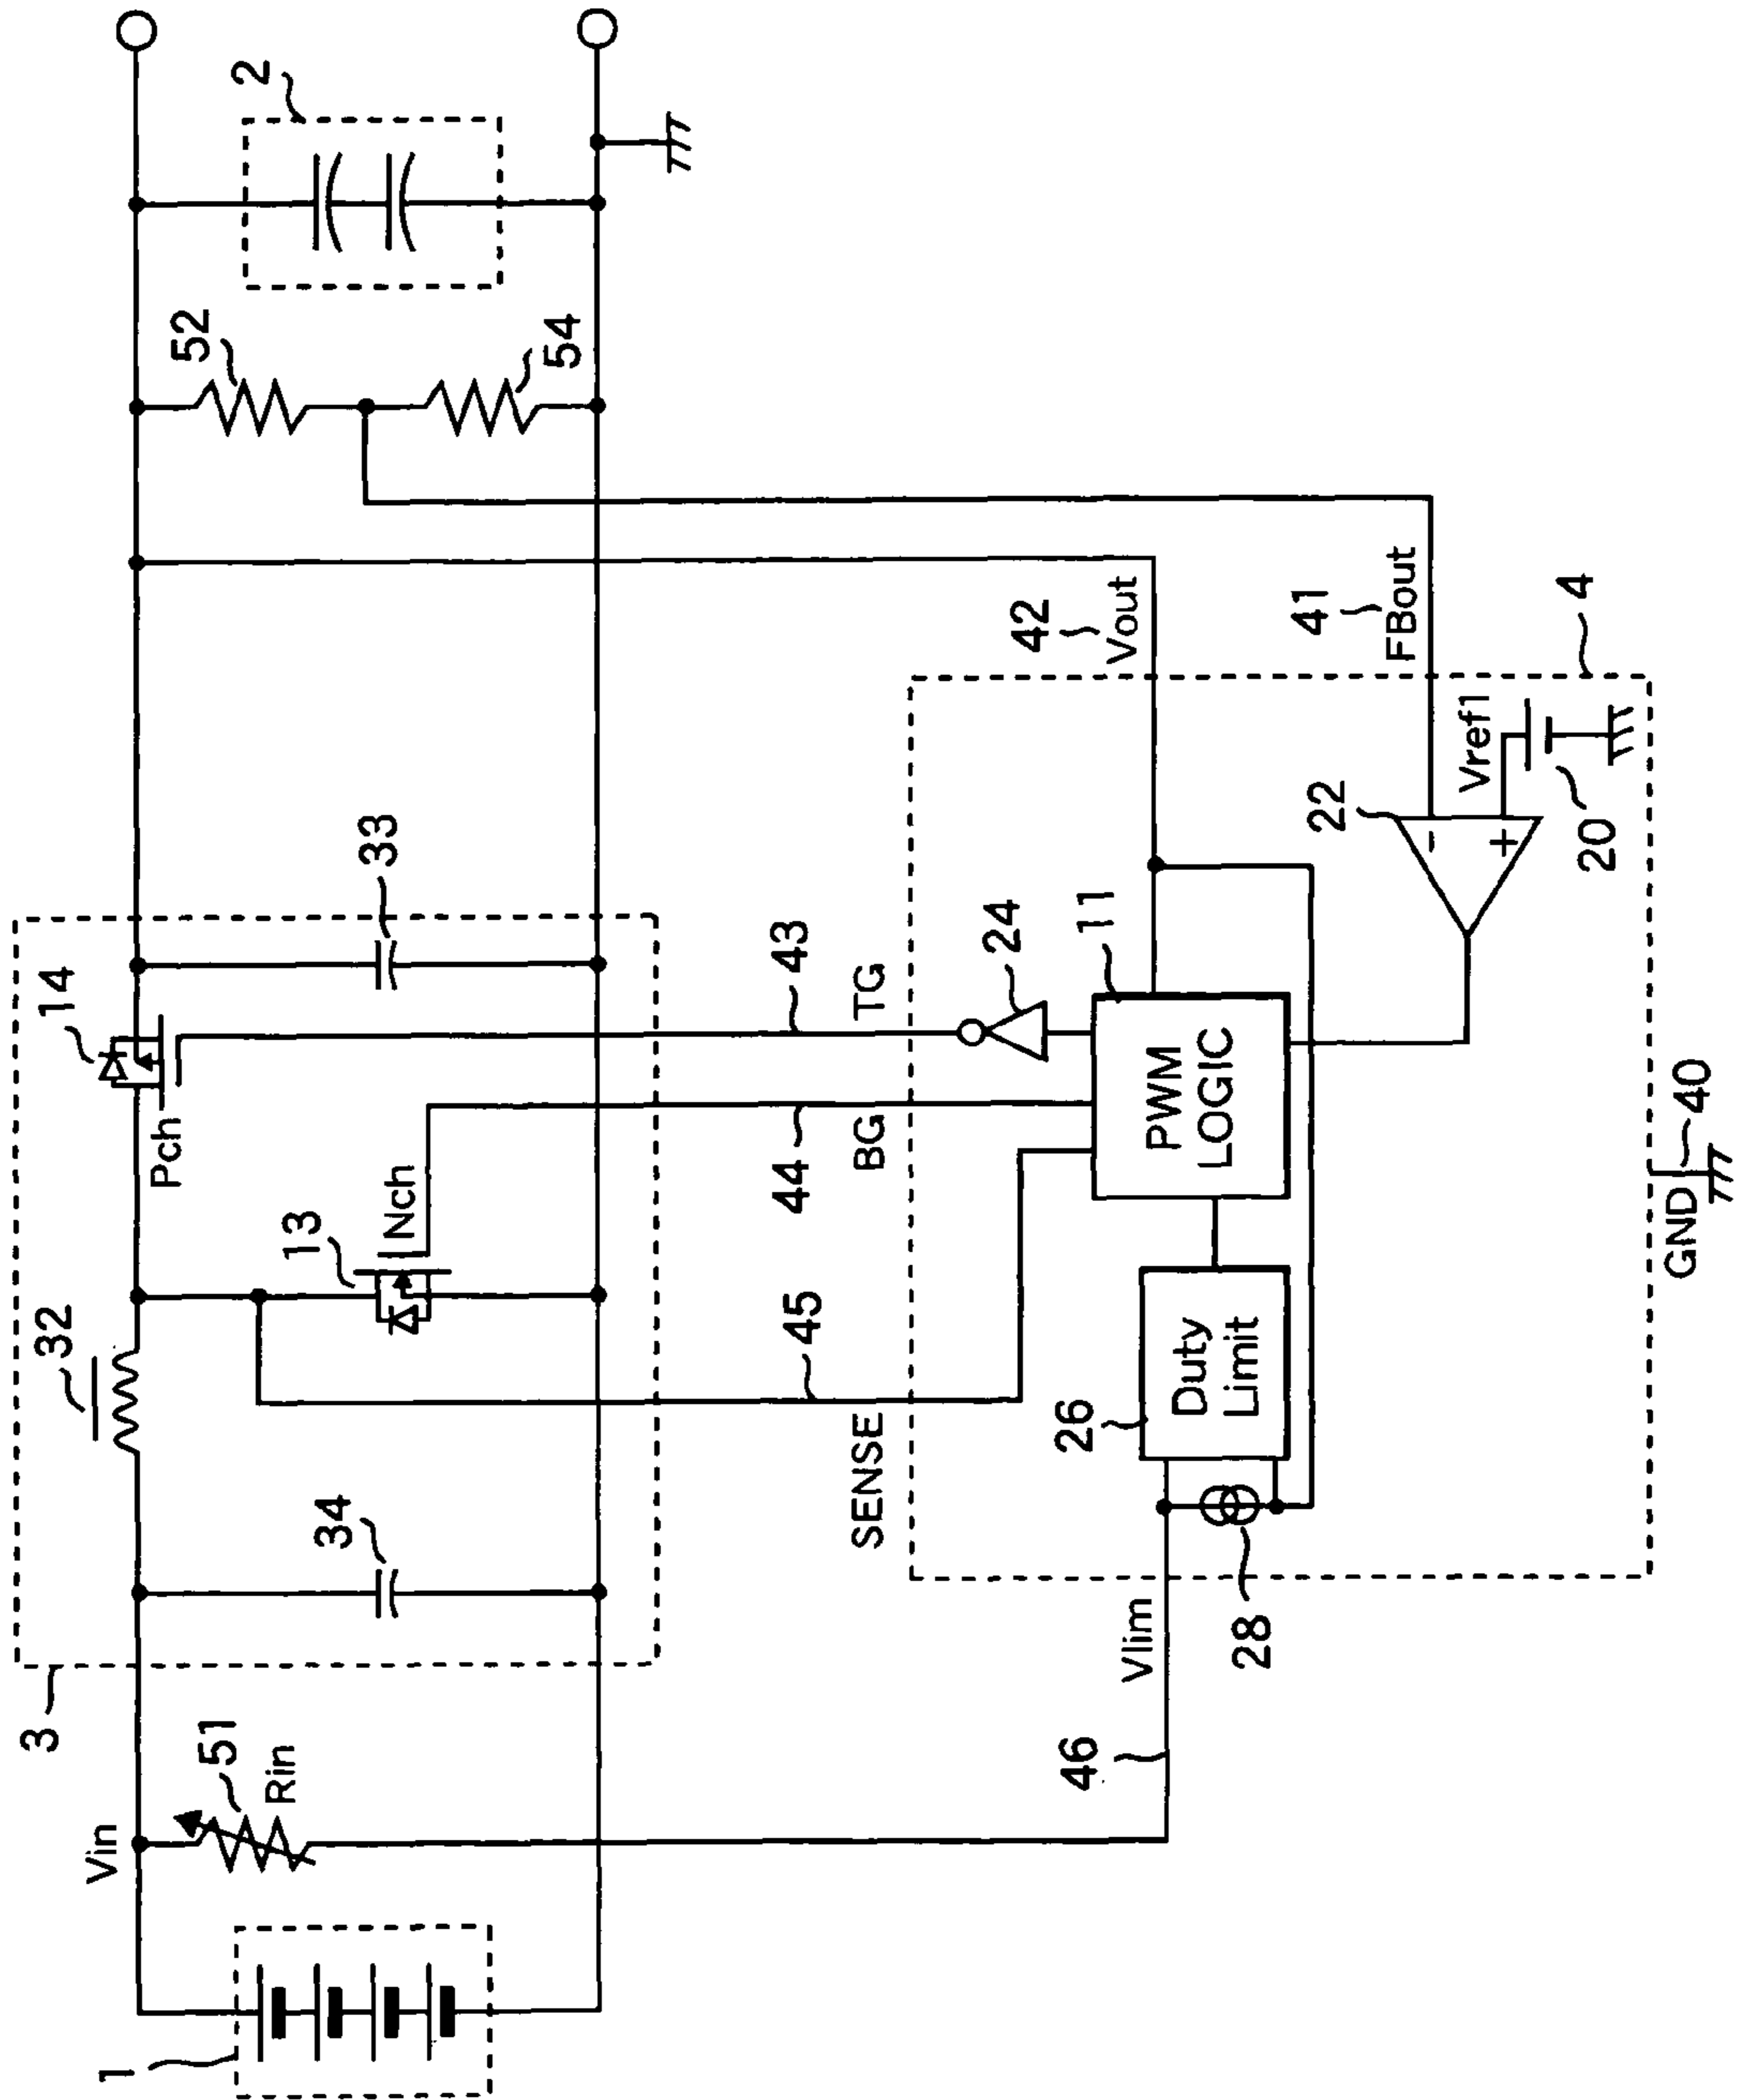 2
52
54
33
14
Pch
43
TG
42
Vout
41
FBout
4
Vref1
22
20
24
11
PWM
LOGIC
44
BG
Nch
13
32
45
SENSE
26
Duty
Limit
GND
40
34
3
28
Vlim
46
51
Rin
Vin
1
-
+